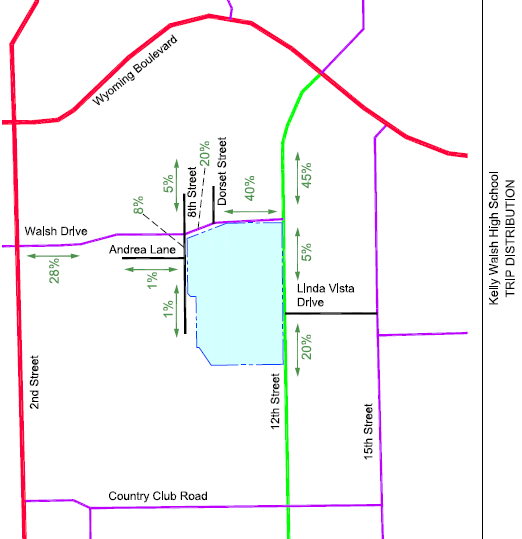 Wyoming Boulevard
20%
5%
8th Street
Dorset Street
45%
8%
40%
Walsh Drive
Andrea Lane
5%
28%
1%
1%
Linda Vista
Drive
20%
2nd Street
12th Street
15th Street
Country Club Road
Kelly Walsh High School
TRIP DISTRIBUTION